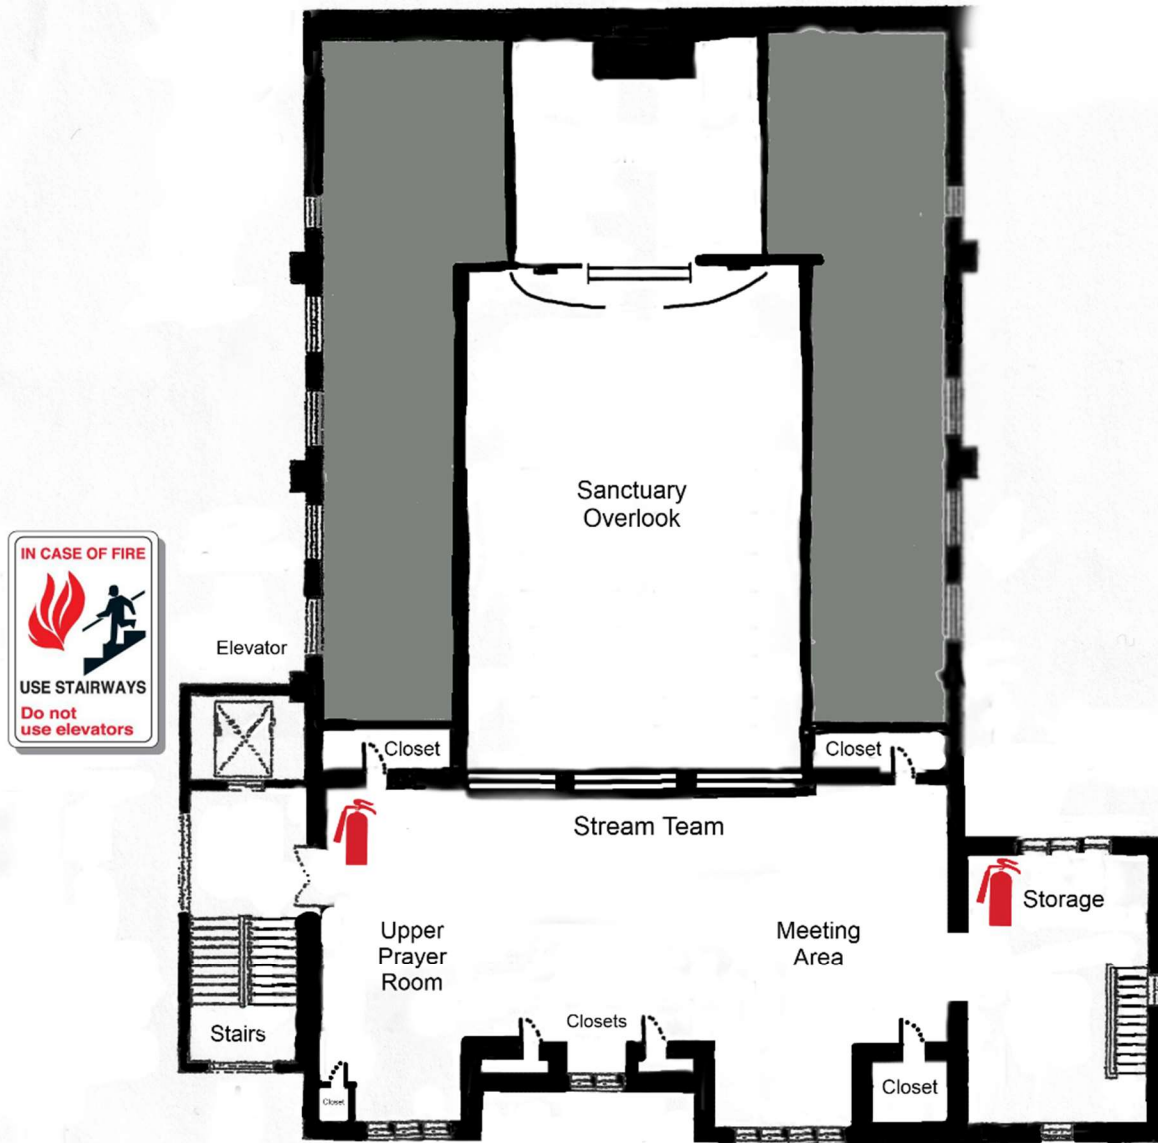 Sanctuary
Overlook
IN CASE OF FIRE
USE STAIRWAYS
Do not
use elevators
Elevator
Closet
Closet
Stream Team
Storage
Upper
Prayer
Room
Meeting
Area
Stairs
Closets
Closet
Closet